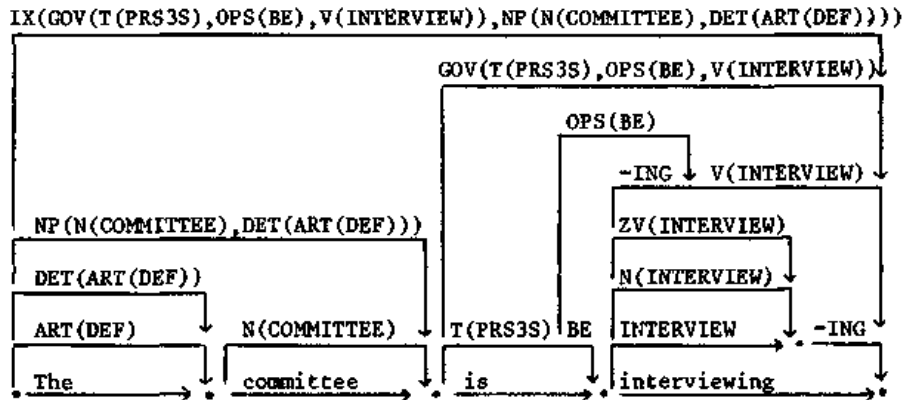 IX(GOV(T(PRS3S),OPS(BE),V(INTERVIEW)),NP(N(COMMITTEE),DET(ART(DEF))))
GOV(T(PRS3S),OPS(BE),V(INTERVIEW))
OPS(BE)
-ING V(INTERVIEW)
NP(N(COMMITTEE),DET(ART(DEF))) ZV(INTERVIEW)
DET(ART(DEF)) N(INTERVIEW)
ART(DEF) N(COMMITTEE) T(PRS3S) BE INTERVIEW -ING
The committee is interviewing